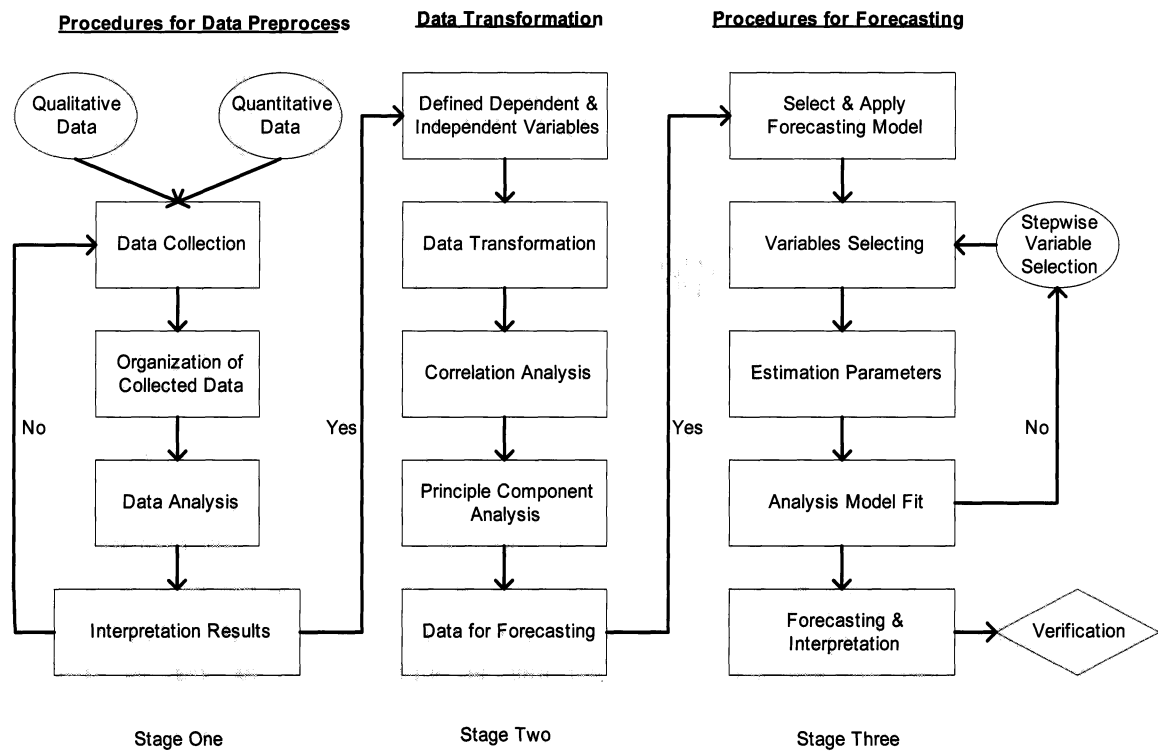 Procedures for Data Preprocess
Qualitative
Data
Quantitative
Data
Data Collection
Organization of
Collected Data
No
Data Analysis
Interpretation Results
Stage One
Data Transformation
Yes
Defined Dependent &
Independent Variables
Data Transformation
Correlation Analysis
Principle Component
Analysis
Data for Forecasting
Stage Two
Procedures for Forecasting
Yes
Select & Apply
Forecasting Model
Variables Selecting
Stepwise
Variable
Selection
Estimation Parameters
No
Analysis Model Fit
Forecasting &
Interpretation
Verification
Stage Three